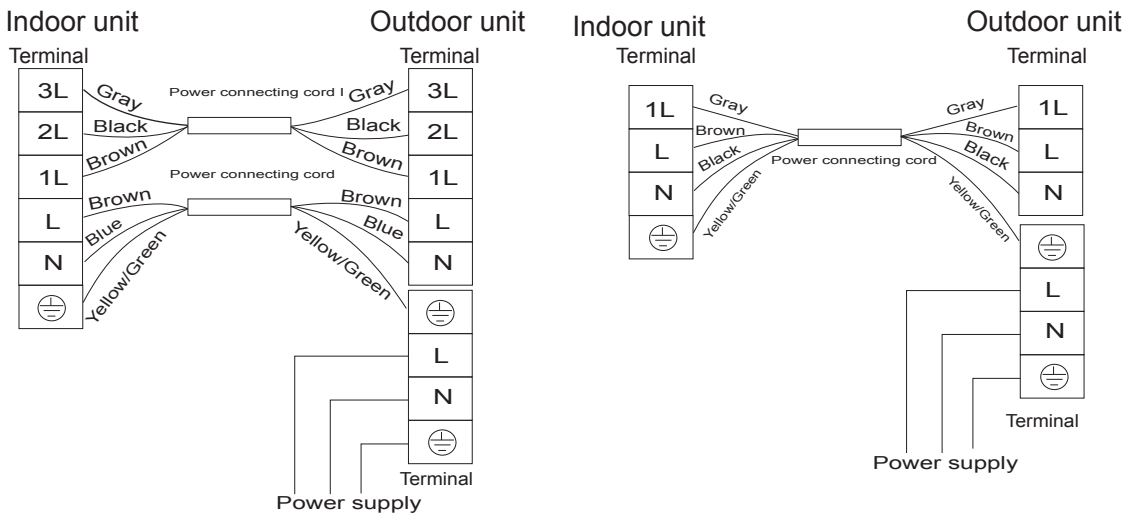 Indoor unit
Outdoor unit
Terminal
Terminal
3L
Gray
Power connecting cord I
Gray
3L
2L
Black
Black
2L
Brown
Brown
1L
Power connecting cord
1L
L
Brown
Brown
L
Blue
Blue
N
Yellow/Green
Yellow/Green
N
L
N
Terminal
Power supply
Indoor unit
Outdoor unit
Terminal
Terminal
1L
Gray
Gray
1L
L
Brown
Brown
L
Black
Power connecting cord
Black
N
Yellow/Green
Yellow/Green
N
L
N
Terminal
Power supply